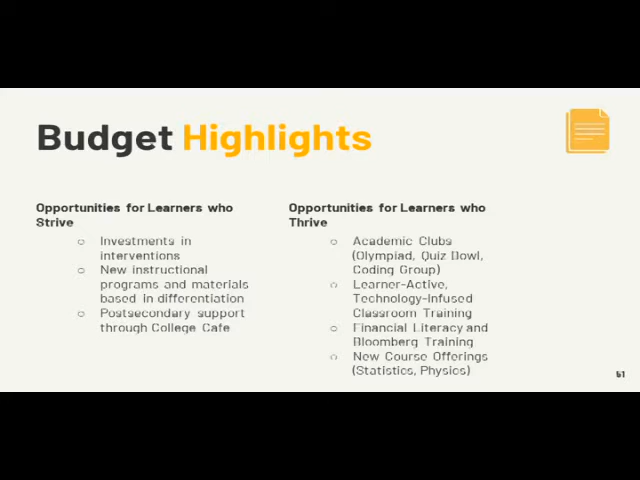 Budget Highlights
Opportunities for Learners who
Strive
○ Investments in
interventions
○ New instructional
programs and materials
based in differentiation
○ Postsecondary support
through College Cafe
Opportunities for Learners who
Thrive
○ Academic Clubs
(Olympiad, Quiz Bowl,
Coding Group)
○ Learner-Active,
Technology-Infused
Classroom Training
○ Financial Literacy and
Bloomberg Training
○ New Course Offerings
(Statistics, Physics)